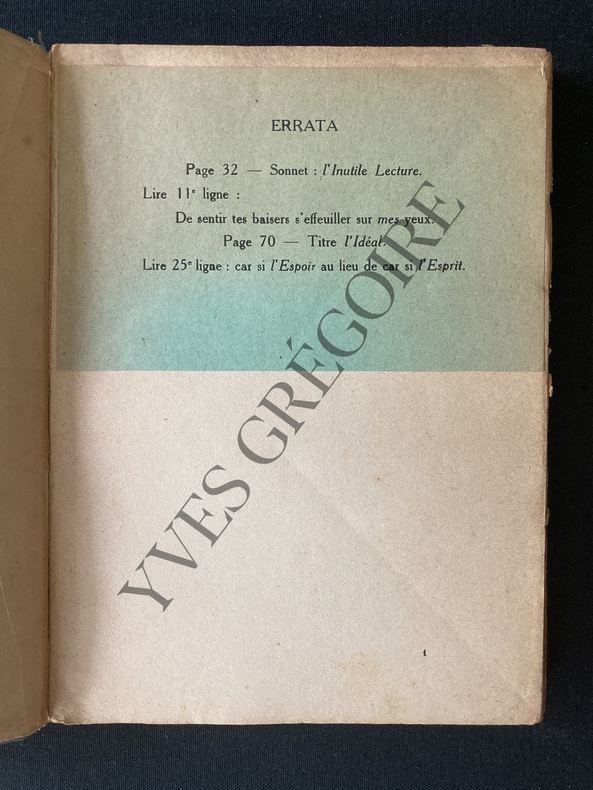 ERRATA
Page 32 — Sonnet : l'Inutile Lecture.
Lire 11e ligne :
De sentir tes baisers s'effeuiller sur mes yeux.
Page 70 — Titre l'Idéal.
Lire 25e ligne : car si l'Espoir au lieu de car si l'Esprit.
YVES GRÉGOIRE
1